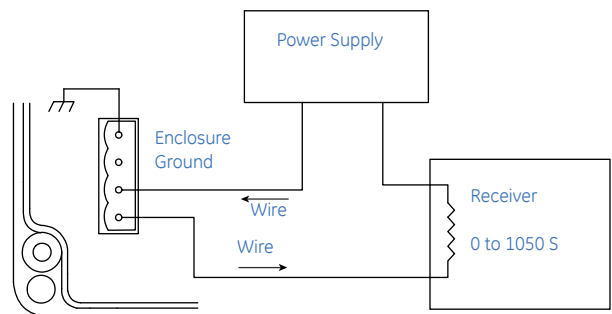 Power Supply
Enclosure
Ground
Wire
Receiver
Wire
0 to 1050 S